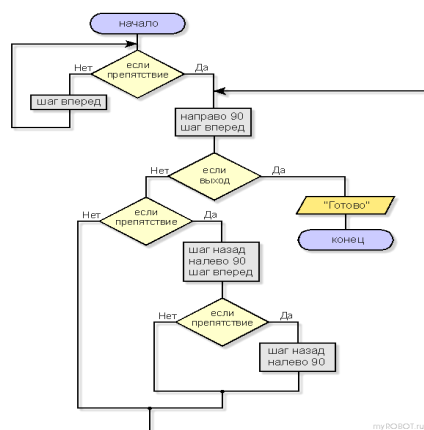 начало
если
препятствие
Нет
Да
шаг вперед
направо 90
шаг вперед
если
выход
Нет
Да
"Готово"
конец
если
препятствие
Нет
Да
шаг назад
налево 90
шаг вперед
если
препятствие
Нет
Да
шаг назад
налево 90
myРОБОТ.ru